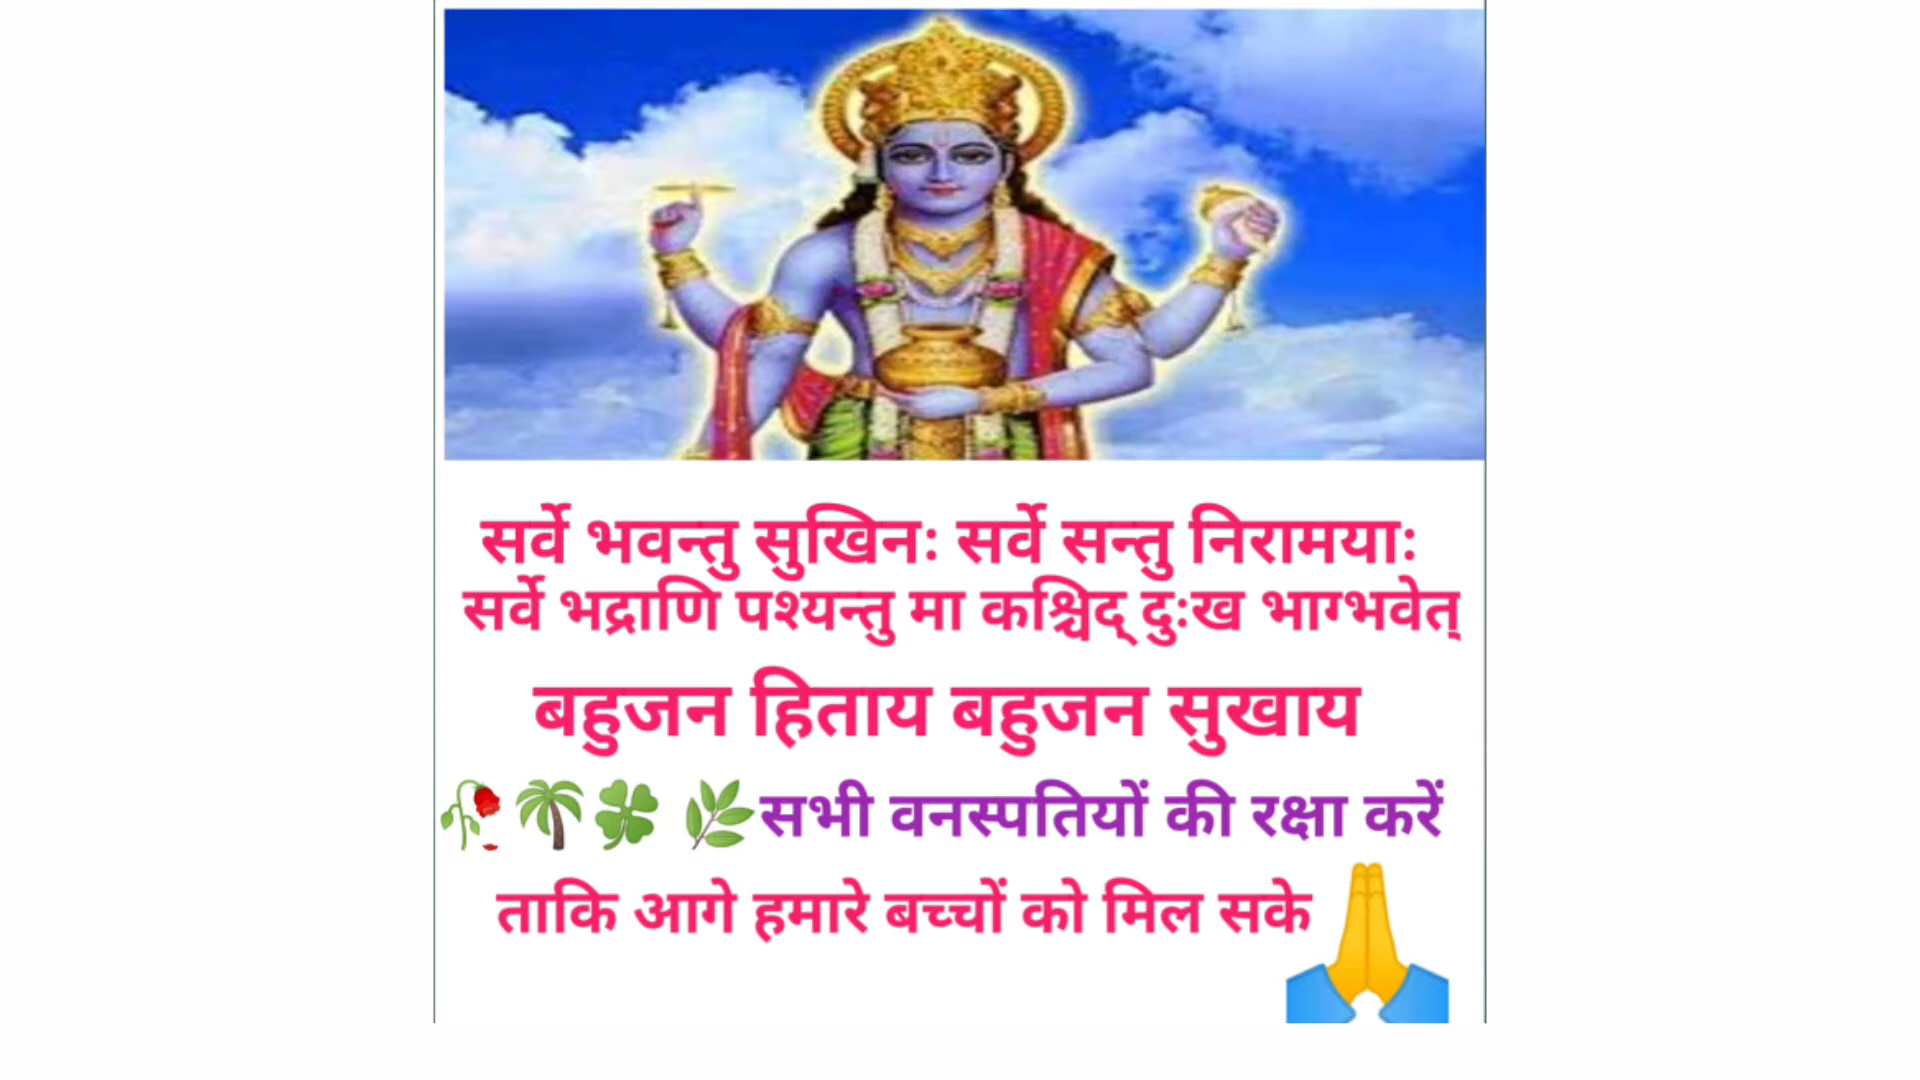 सर्वे भवन्तु सुखिनः सर्वे सन्तु निरामयाः
सर्वे भद्राणि पश्यन्तु मा कश्चिद् दुःख भाग्भवेत्
बहुजन हिताय बहुजन सुखाय
🥀🌴🍀 🌿सभी वनस्पतियों की रक्षा करें
ताकि आगे हमारे बच्चों को मिल सके🙏